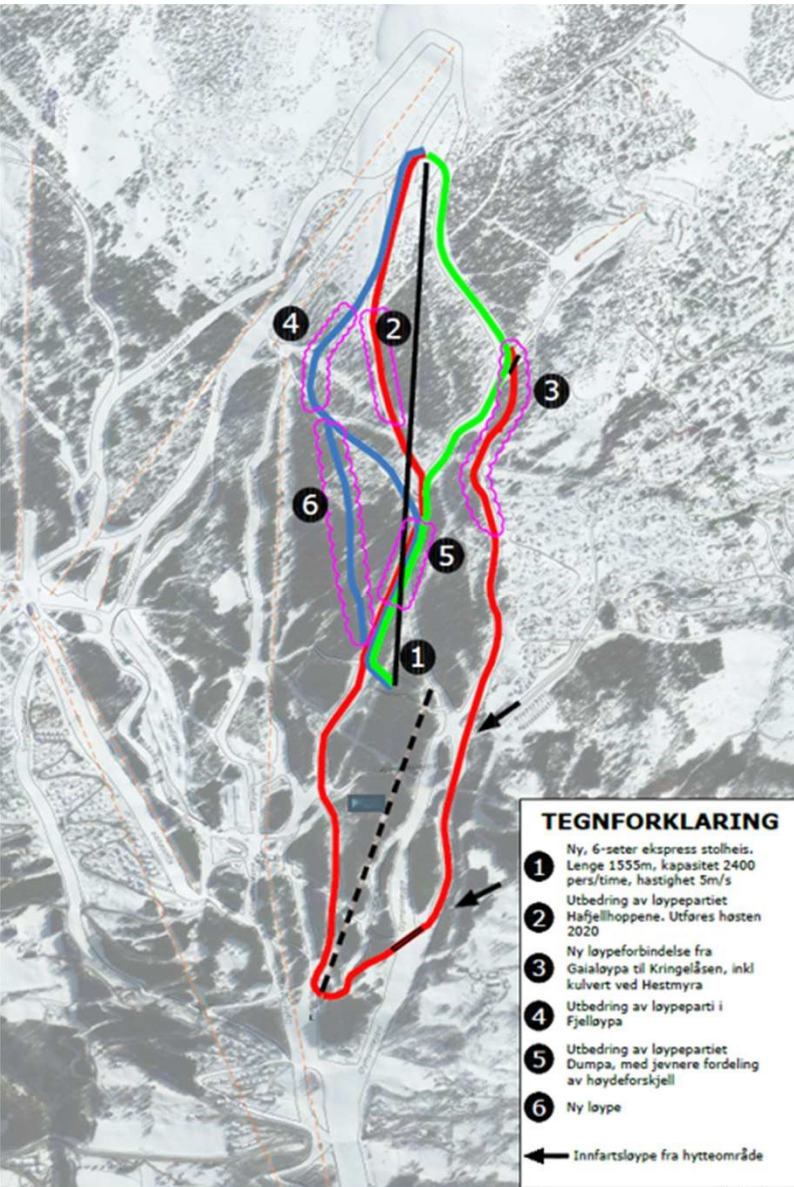 4
2
3
6
5
1
TEGNFORKLARING
1
Ny, 6-seter ekspress stolheis.
Lenge 1555m, kapasitet 2400
pers/time, hastighet 5m/s
2
Utbedring av løypepartiet
Hafjellhoppene. Utføres høsten
2020
3
Ny løypeforbindelse fra
Gaialøypa til Kringelåsen, inkl
kulvert ved Hestmyra
4
Utbedring av løypeparti i
Fjelløypa
5
Utbedring av løypepartiet
Dumpa, med jevnere fordeling
av høydeforskjell
6
Ny løype
Innfartsløype fra hytteområde